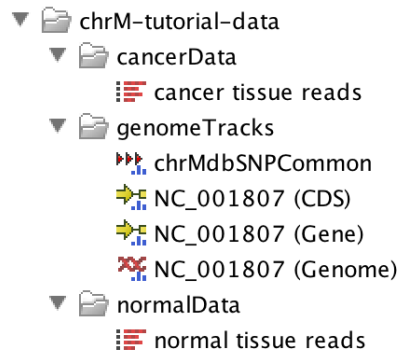 chrM-tutorial-data
cancerData
cancer tissue reads
genomeTracks
chrMdbSNPCommon
NC_001807 (CDS)
NC_001807 (Gene)
NC_001807 (Genome)
normalData
normal tissue reads